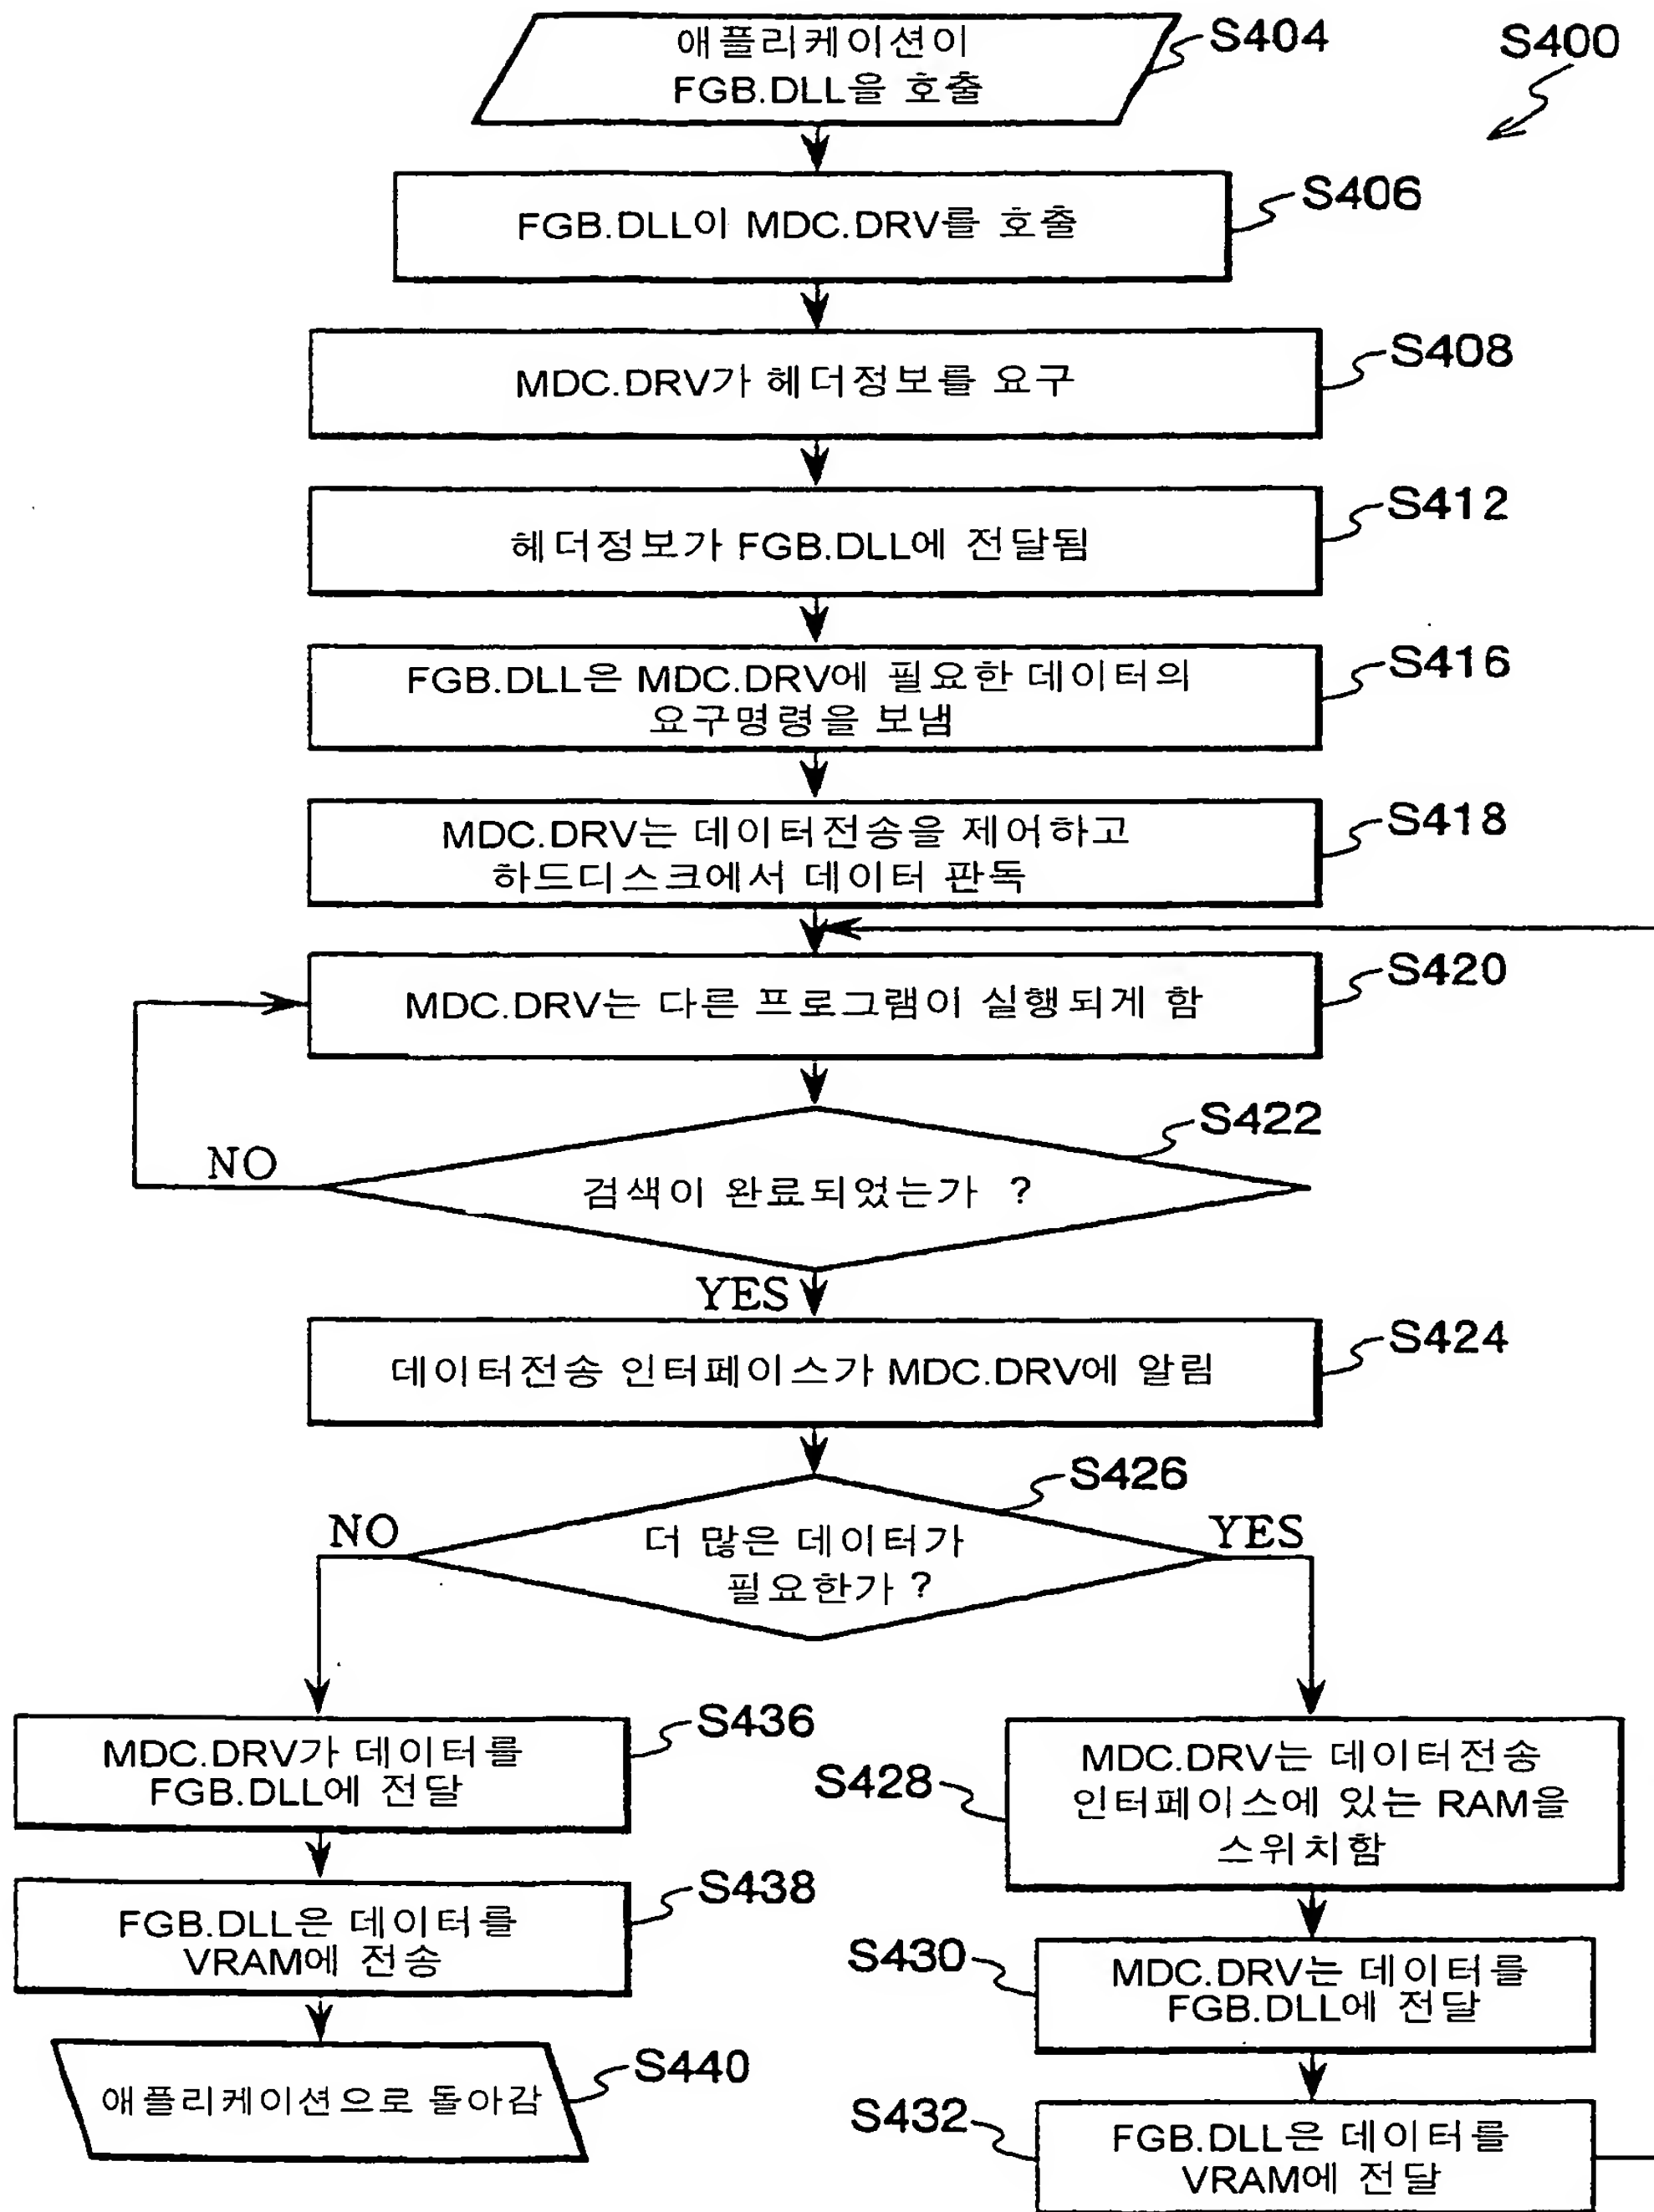 애플리케이션이
FGB.DLL을 호출
S404
S400
FGB.DLL이 MDC.DRV를 호출
S406
MDC.DRV가 헤더정보를 요구
S408
헤더정보가 FGB.DLL에 전달됨
S412
FGB.DLL은 MDC.DRV에 필요한 데이터의
요구명령을 보냄
S416
MDC.DRV는 데이터전송을 제어하고
하드디스크에서 데이터 판독
S418
MDC.DRV는 다른 프로그램이 실행되게 함
S420
S422
NO
검색이 완료되었는가 ?
YES
데이터전송 인터페이스가 MDC.DRV에 알림
S424
S426
NO
더 많은 데이터가
필요한가 ?
YES
MDC.DRV가 데이터를
FGB.DLL에 전달
S436
S428
MDC.DRV는 데이터전송
인터페이스에 있는 RAM을
스위치함
FGB.DLL은 데이터를
VRAM에 전송
S438
S430
MDC.DRV는 데이터를
FGB.DLL에 전달
애플리케이션으로 돌아감
S440
S432
FGB.DLL은 데이터를
VRAM에 전달